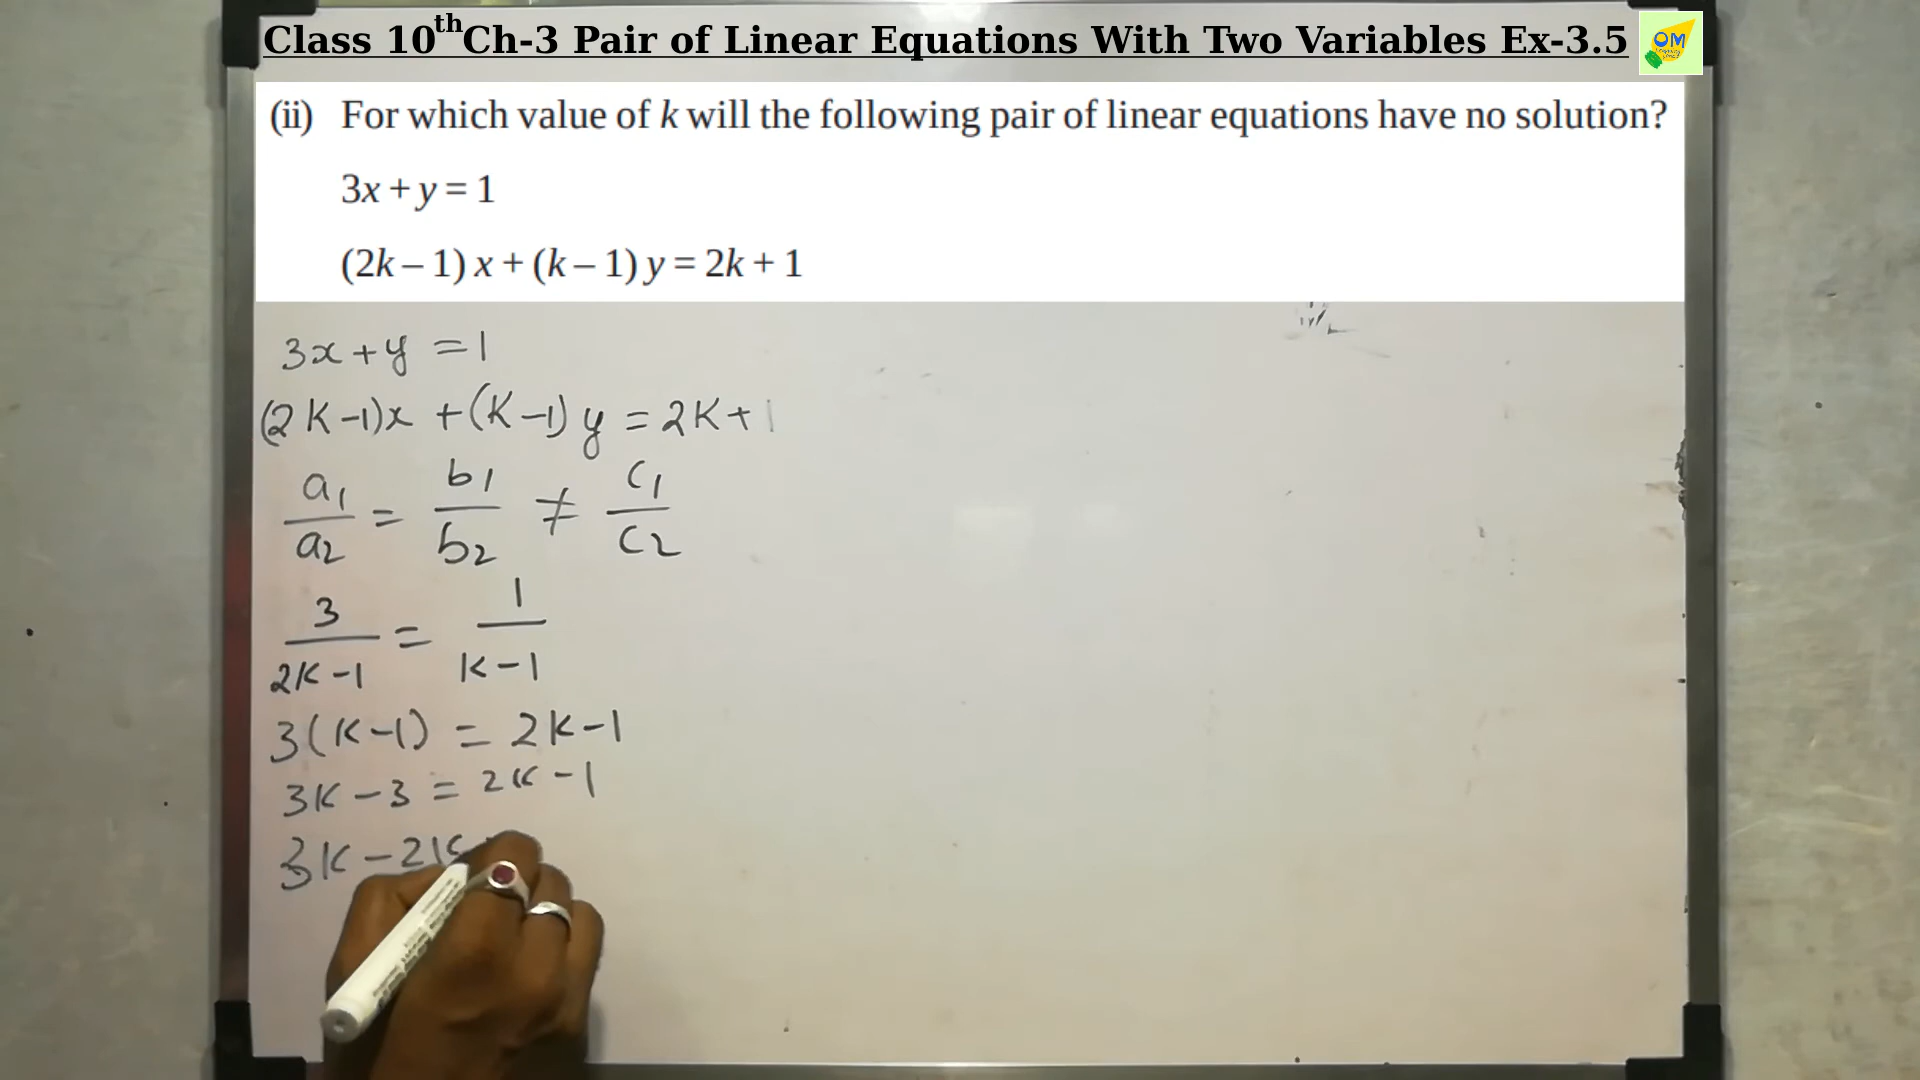 Class 10th Ch-3 Pair of Linear Equations With Two Variables Ex-3.5
OM
(ii) For which value of k will the following pair of linear equations have no solution?
3x + y = 1
(2k – 1) x + (k – 1) y = 2k + 1
3x + y = 1
(2K-1)x + (K-1) y = 2K + 1
a1/a2 = b1/b2 ≠ c1/c2
3/2K-1 = 1/K-1
3(K-1) = 2K-1
3K - 3 = 2K - 1
3K - 2K